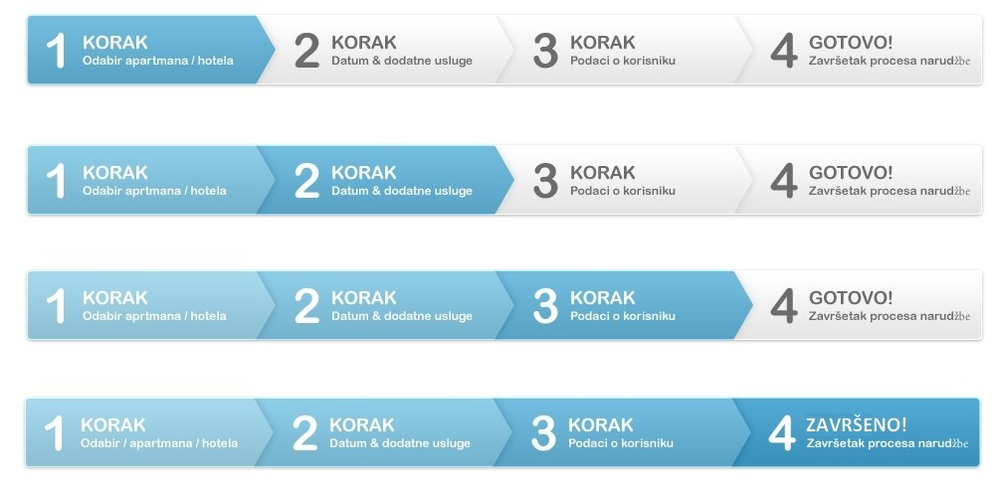 1 KORAK
Odabir apartmana / hotela
2 KORAK
Datum & dodatne usluge
3 KORAK
Podaci o korisniku
4 GOTOVO!
Završetak procesa narudžbe
1 KORAK
Odabir aprtmana / hotela
2 KORAK
Datum & dodatne usluge
3 KORAK
Podaci o korisniku
4 GOTOVO!
Završetak procesa narudžbe
1 KORAK
Odabir aprtmana / hotela
2 KORAK
Datum & dodatne usluge
3 KORAK
Podaci o korisniku
4 GOTOVO!
Završetak procesa narudžbe
1 KORAK
Odabir / apartmana / hotela
2 KORAK
Datum & dodatne usluge
3 KORAK
Podaci o korisniku
4 ZAVRŠENO!
Završetak procesa narudžbe